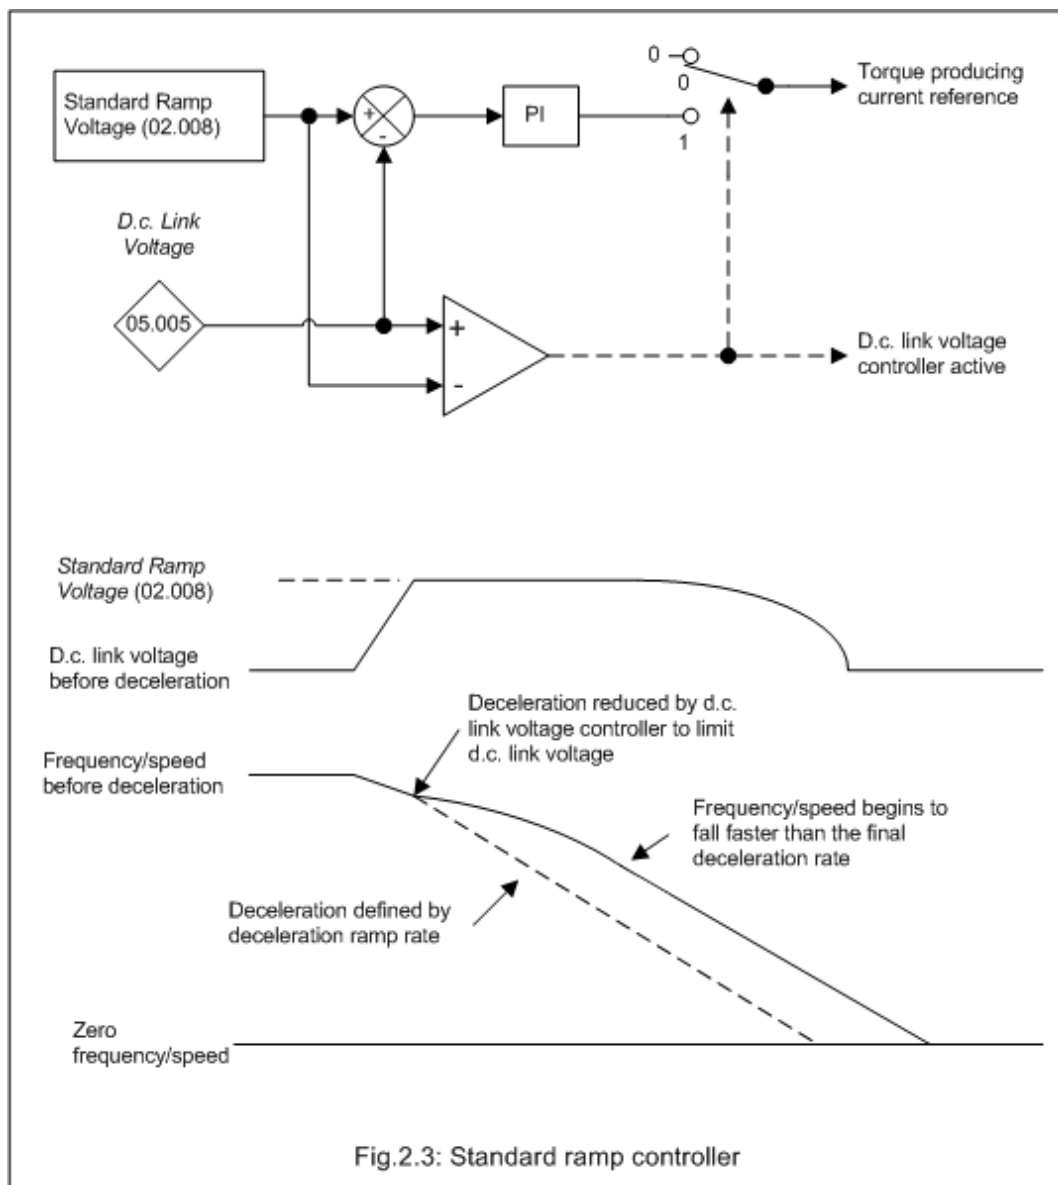 Standard Ramp
Voltage (02.008)
+
-
PI
0
0
1
Torque producing
current reference
D.c. Link
Voltage
05.005
+
-
D.c. link voltage
controller active
Standard Ramp
Voltage (02.008)
D.c. link voltage
before deceleration
Deceleration reduced by d.c.
link voltage controller to limit
d.c. link voltage
Frequency/speed
before deceleration
Frequency/speed begins to
fall faster than the final
deceleration rate
Deceleration defined by
deceleration ramp rate
Zero
frequency/speed
Fig.2.3: Standard ramp controller